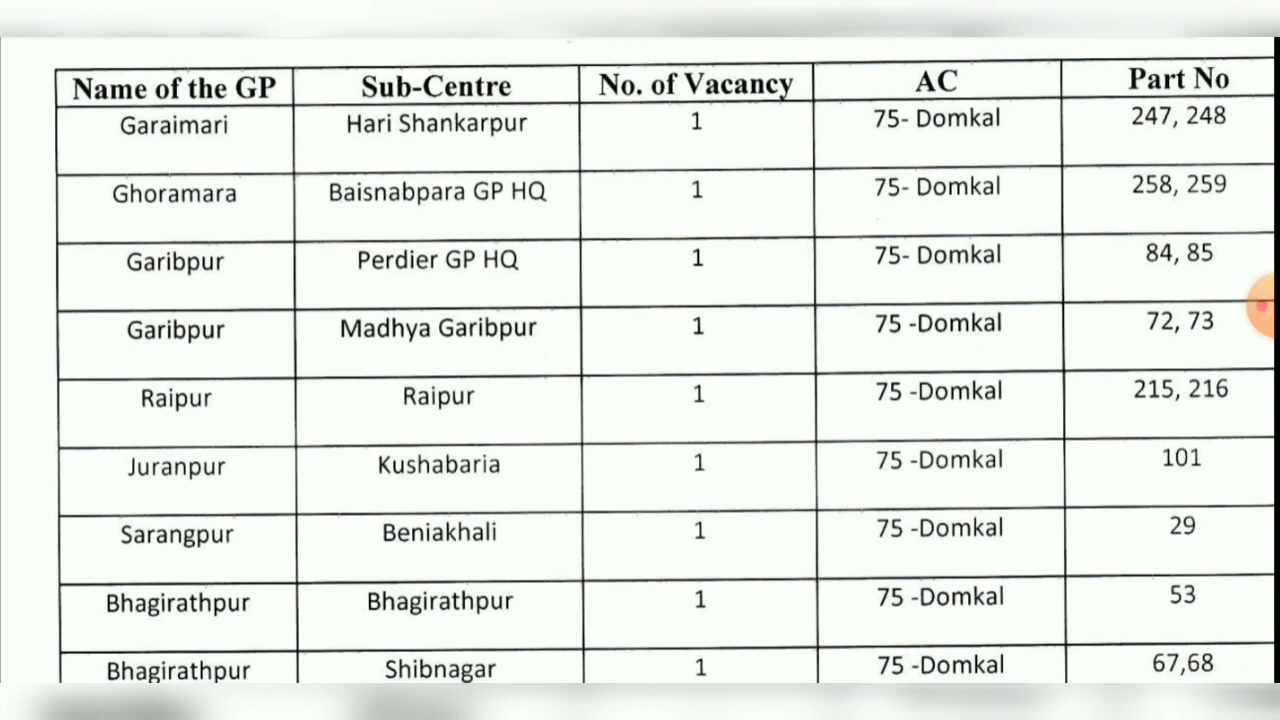 Name of the GP Sub-Centre No. of Vacancy AC Part No
Garaimari Hari Shankarpur 1 75- Domkal 247, 248
Ghoramara Baisnabpara GP HQ 1 75- Domkal 258, 259
Garibpur Perdier GP HQ 1 75- Domkal 84, 85
Garibpur Madhya Garibpur 1 75 -Domkal 72, 73
Raipur Raipur 1 75 -Domkal 215, 216
Juranpur Kushabaria 1 75 -Domkal 101
Sarangpur Beniakhali 1 75 -Domkal 29
Bhagirathpur Bhagirathpur 1 75 -Domkal 53
Bhagirathpur Shibnagar 1 75 -Domkal 67,68